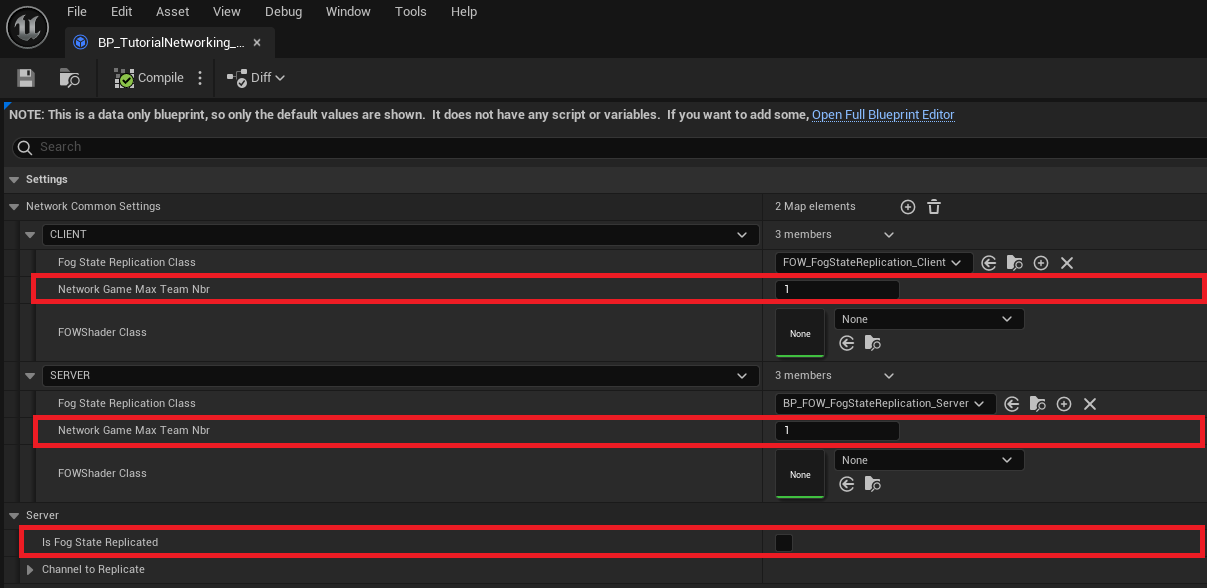 File Edit Asset View Debug Window Tools Help
BP_TutorialNetworking_...
Compile Diff
NOTE: This is a data only blueprint, so only the default values are shown.  It does not have any script or variables.  If you want to add some, Open Full Blueprint Editor
Search
Settings
Network Common Settings 2 Map elements
CLIENT 3 members
Fog State Replication Class FOW_FogStateReplication_Client
Network Game Max Team Nbr 1
FOWShader Class None None
SERVER 3 members
Fog State Replication Class BP_FOW_FogStateReplication_Server
Network Game Max Team Nbr 1
FOWShader Class None None
Server
Is Fog State Replicated
Channel to Replicate